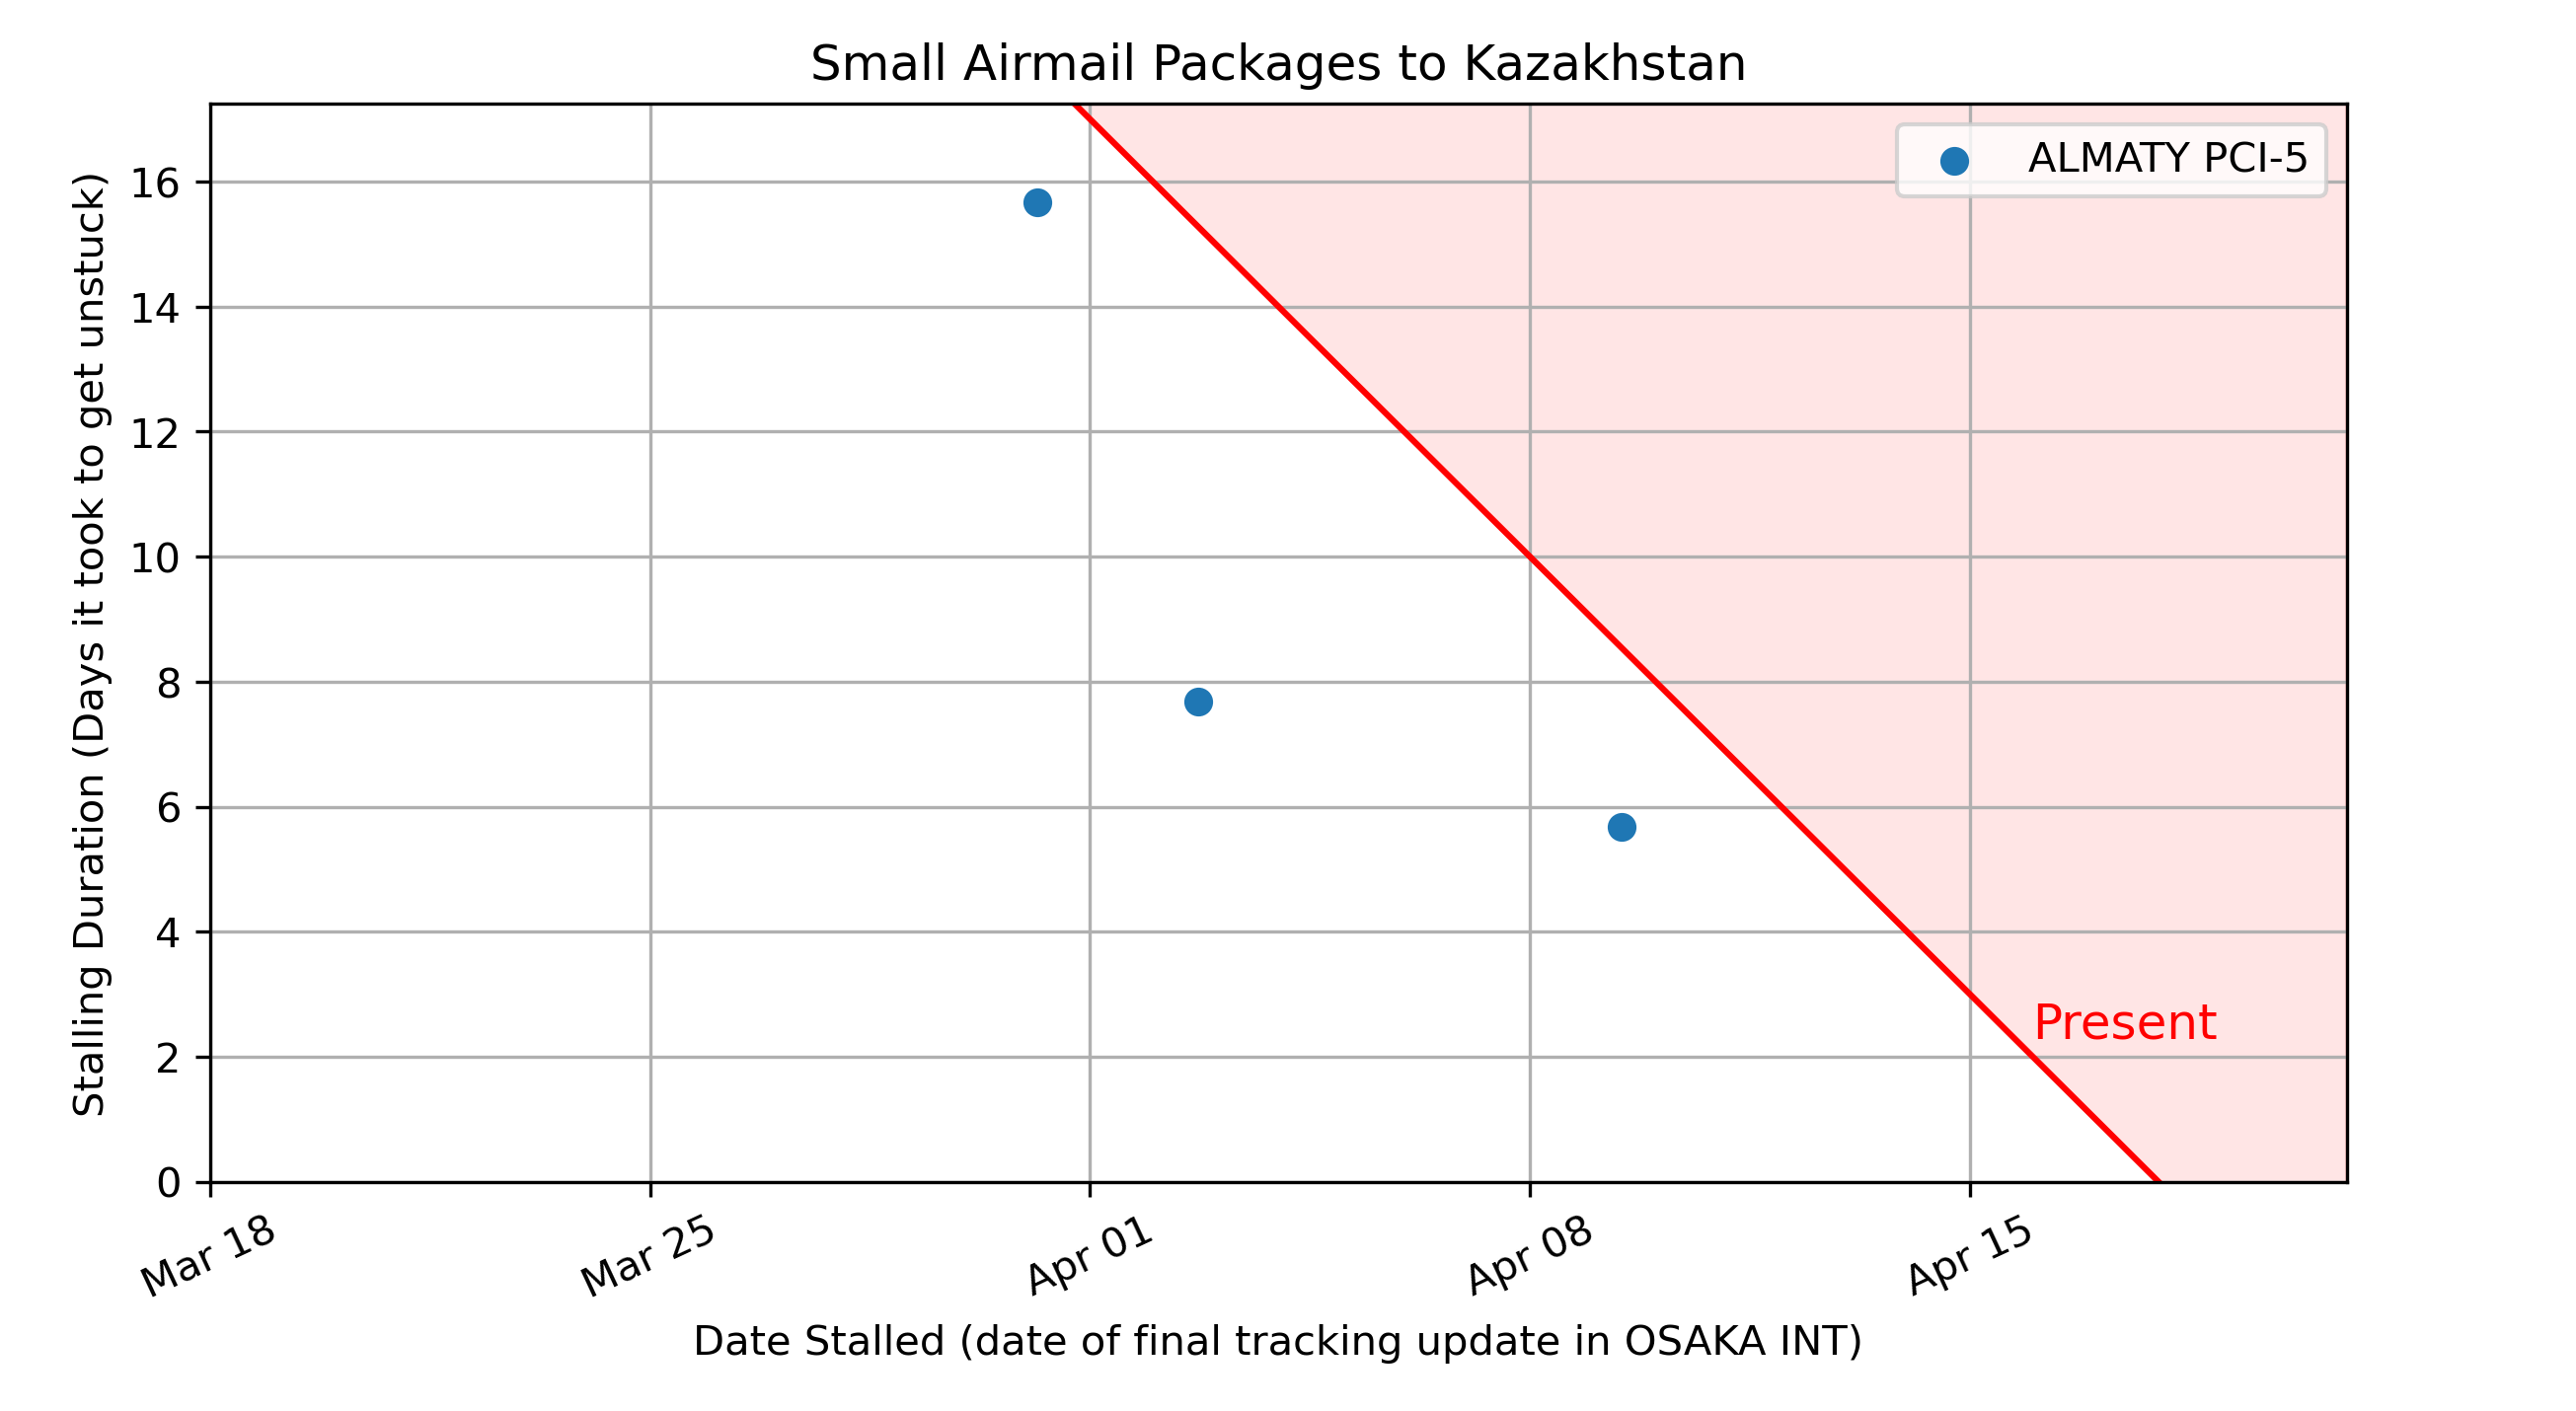 Small Airmail Packages to Kazakhstan
ALMATY PCI-5
Stalling Duration (Days it took to get unstuck)
16
14
12
10
8
6
4
2
0
Present
Mar 18
Mar 25
Apr 01
Apr 08
Apr 15
Date Stalled (date of final tracking update in OSAKA INT)